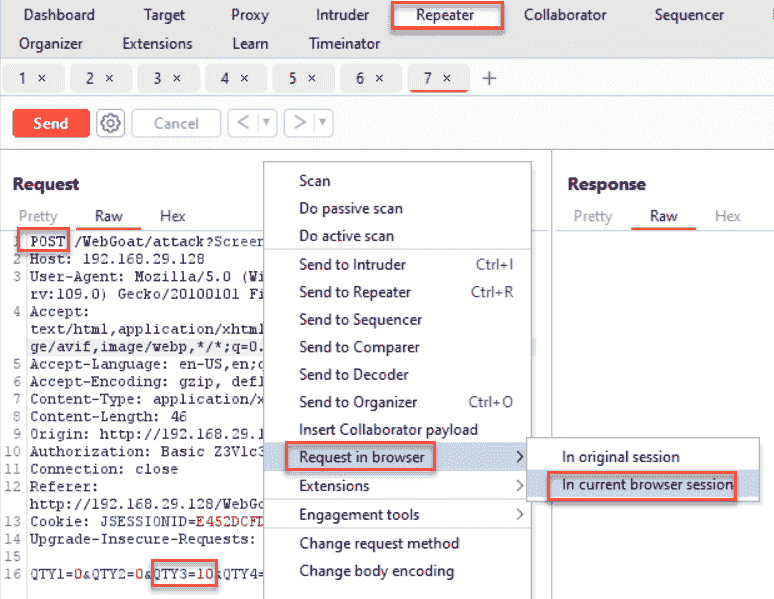 Dashboard Target Proxy Intruder Repeater Collaborator Sequencer
Organizer Extensions Learn Timeinator
1 × 2 × 3 × 4 × 5 × 6 × 7 × +
Send Cancel < ▼ > ▼
Request
Pretty Raw Hex
1 POST /WebGoat/attack?Screen
2 Host: 192.168.29.128
3 User-Agent: Mozilla/5.0 (Wi
rv:109.0) Gecko/20100101 Fi
4 Accept:
text/html,application/xhtml
ge/avif,image/webp,*/*;q=0.
5 Accept-Language: en-US,en;q
6 Accept-Encoding: gzip, defl
7 Content-Type: application/x
8 Content-Length: 46
9 Origin: http://192.168.29.1
10 Authorization: Basic Z3Vlc3
11 Connection: close
12 Referer:
http://192.168.29.128/WebGo
13 Cookie: JSESSIONID=E452DCFD
14 Upgrade-Insecure-Requests:
15
16 QTY1=0&QTY2=0&QTY3=10&QTY4=
Scan
Do passive scan
Do active scan
Send to Intruder Ctrl+I
Send to Repeater Ctrl+R
Send to Sequencer
Send to Comparer
Send to Decoder
Send to Organizer Ctrl+O
Insert Collaborator payload
Request in browser >
Extensions >
Engagement tools >
Change request method
Change body encoding
In original session
In current browser session
Response
Pretty Raw Hex